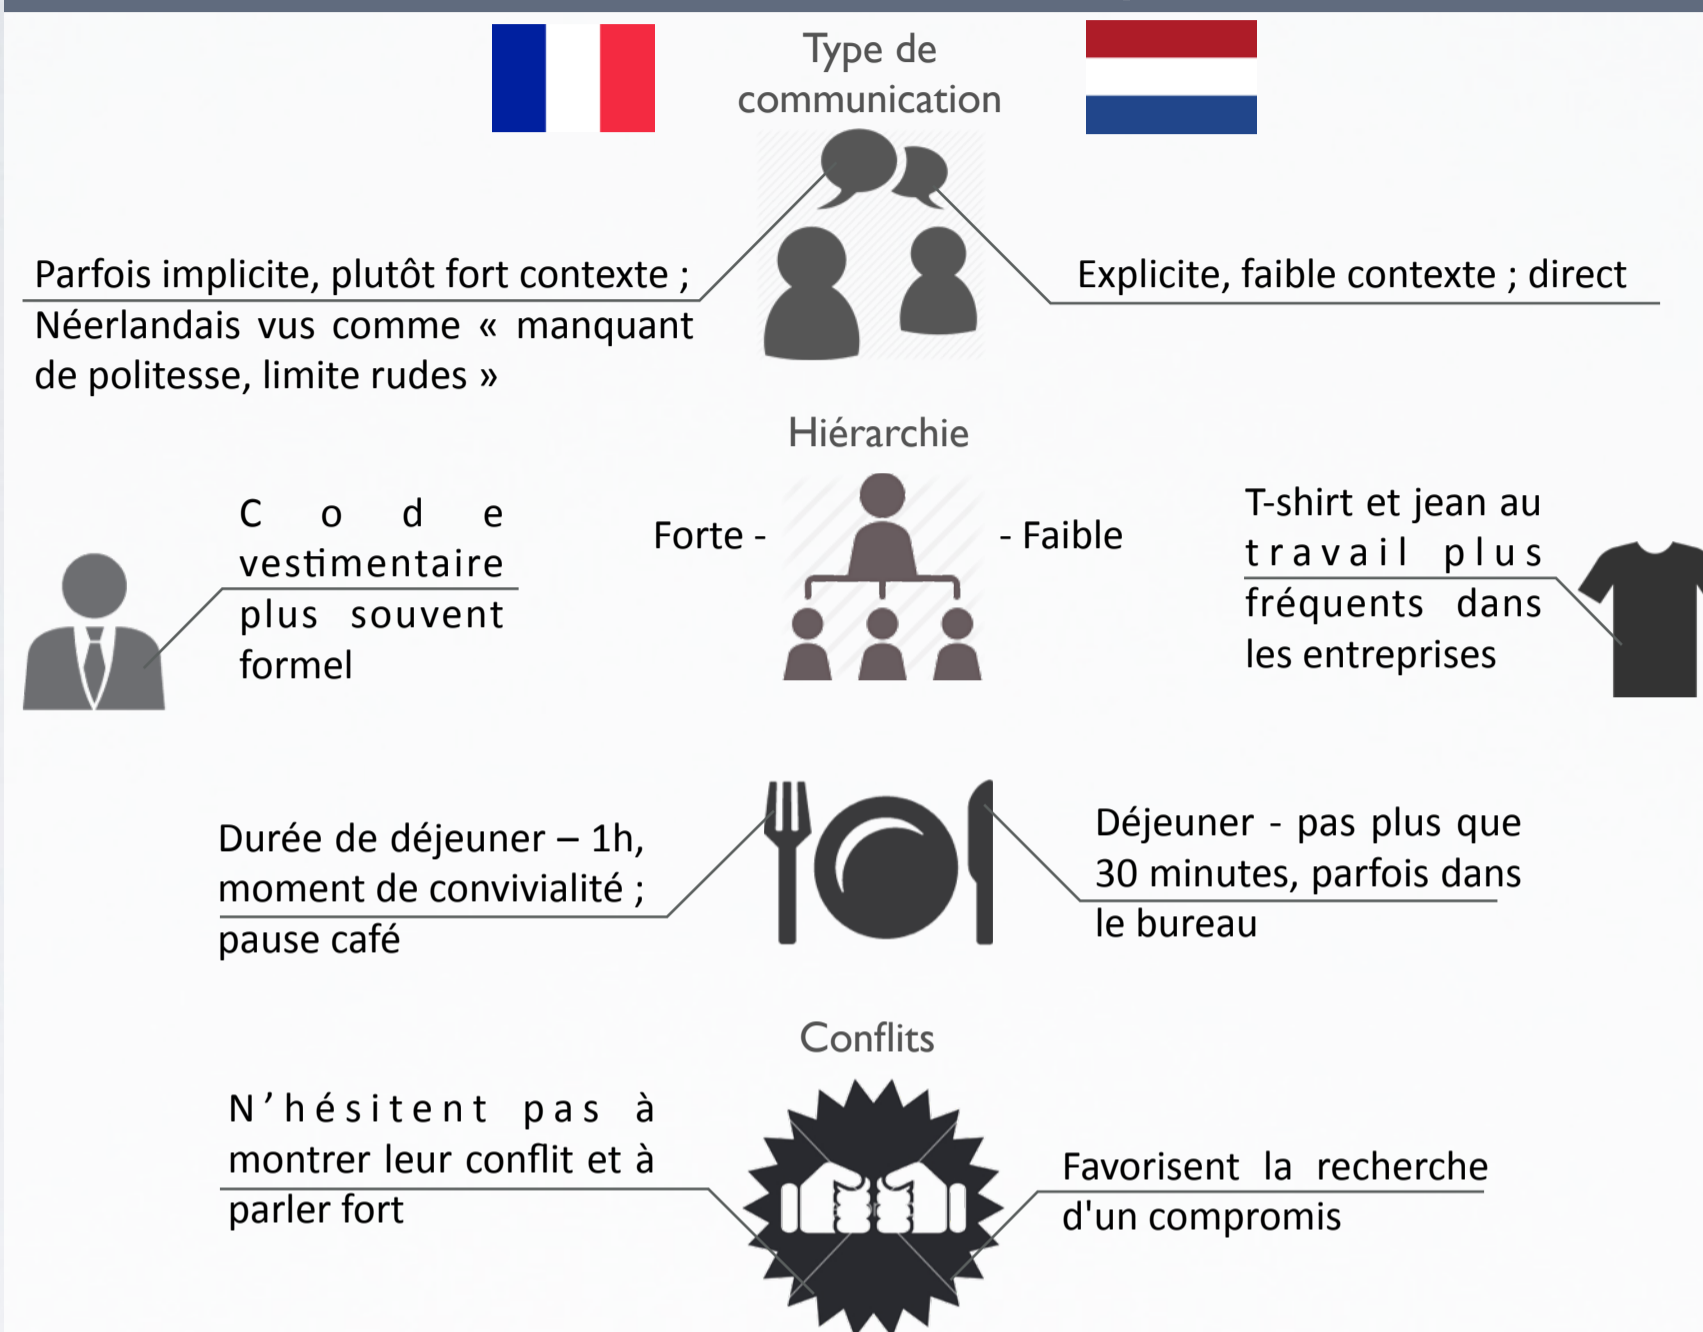 Type de
communication
Parfois implicite, plutôt fort contexte ;
Néerlandais vus comme « manquant
de politesse, limite rudes »
Explicite, faible contexte ; direct
Hiérarchie
Code
vestimentaire
plus souvent
formel
Forte -
- Faible
T-shirt et jean au
travail plus
fréquents dans
les entreprises
Durée de déjeuner – 1h,
moment de convivialité ;
pause café
Déjeuner - pas plus que
30 minutes, parfois dans
le bureau
Conflits
N’hésitent pas à
montrer leur conflit et à
parler fort
Favorisent la recherche
d'un compromis